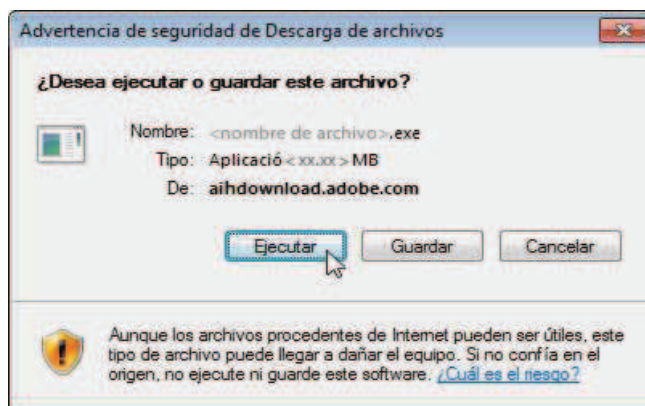 Advertencia de seguridad de Descarga de archivos
¿Desea ejecutar o guardar este archivo?
Nombre: <nombre de archivo>.exe
Tipo: Aplicació <xx.xx> MB
De: aihdownload.adobe.com
Ejecutar Guardar Cancelar
Aunque los archivos procedentes de Internet pueden ser útiles, este
tipo de archivo puede llegar a dañar el equipo. Si no confía en el
origen, no ejecute ni guarde este software. ¿Cuál es el riesgo?